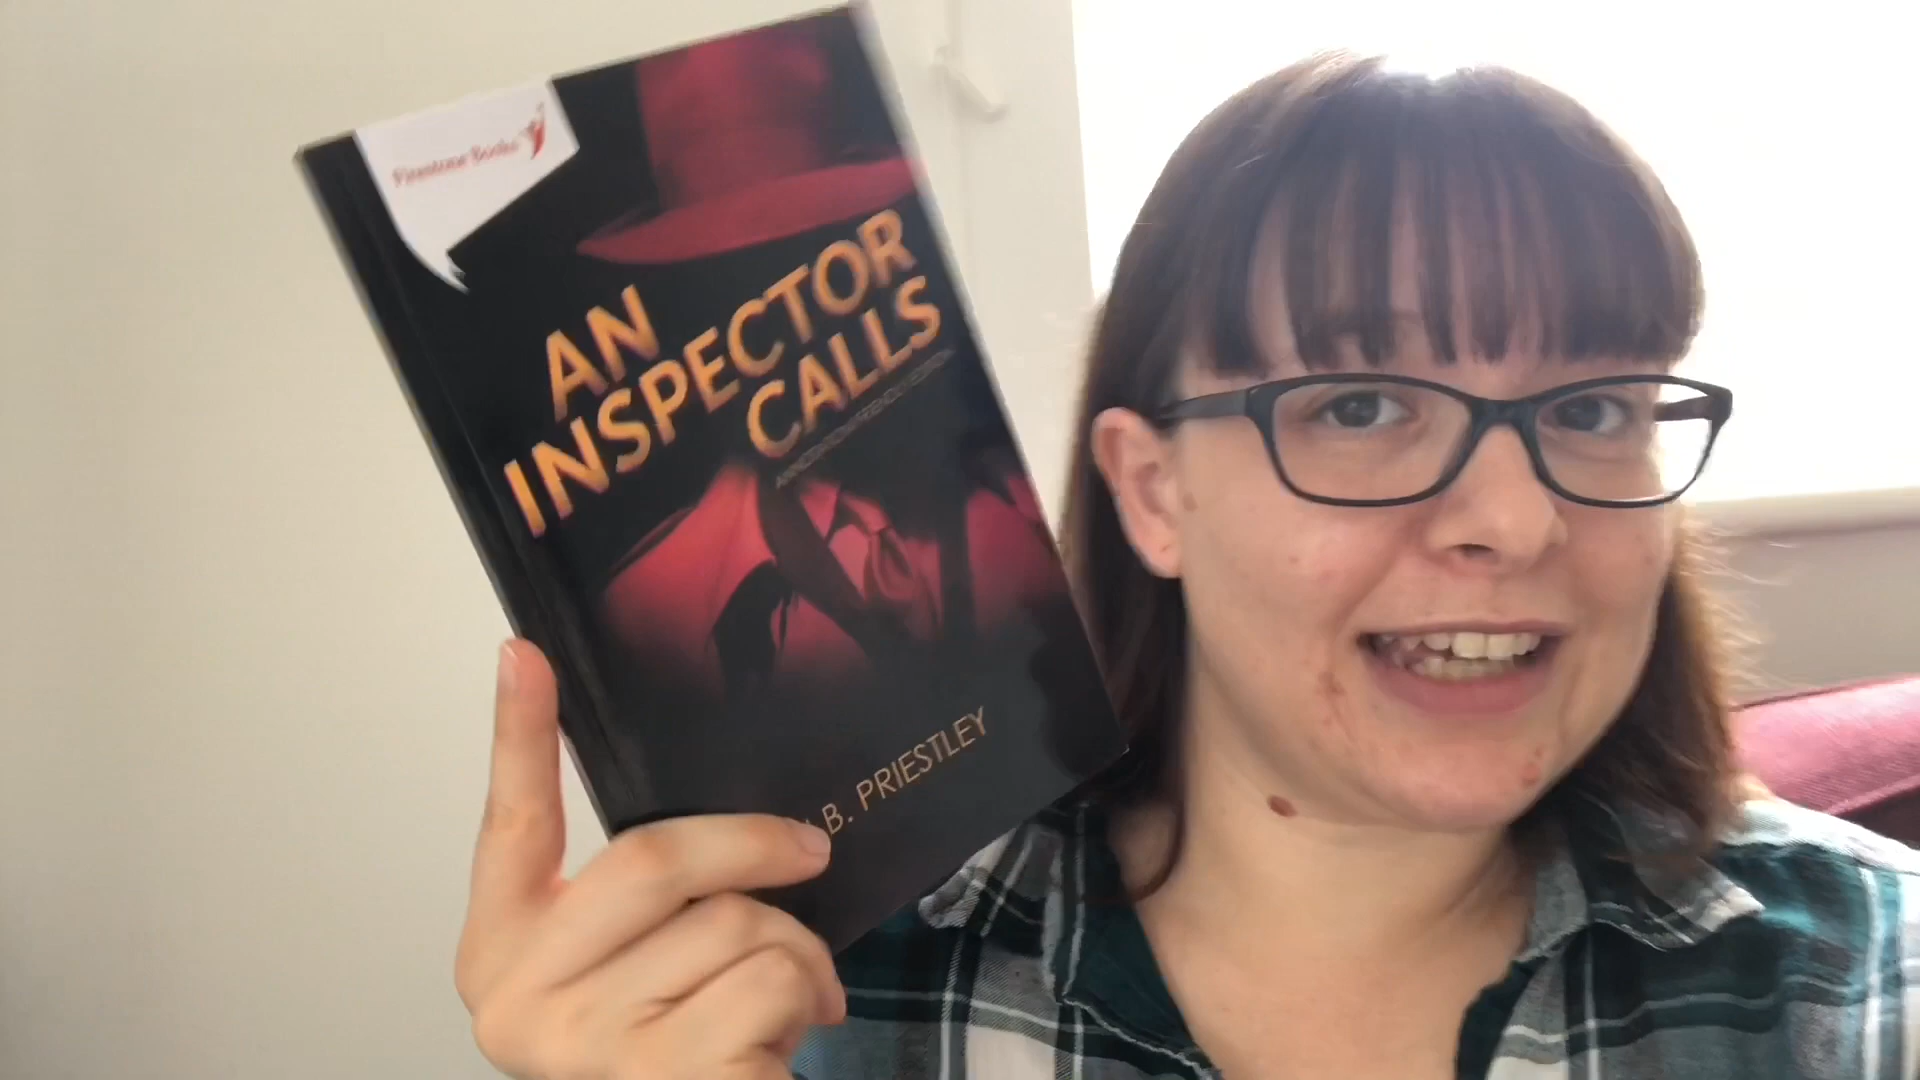 Firestone Books
AN
INSPECTOR
CALLS
J.B. PRIESTLEY